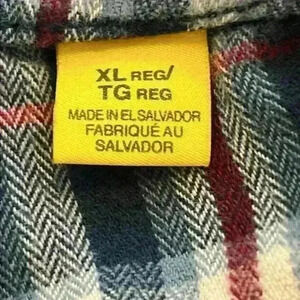 XL REG/
TG REG
MADE IN EL SALVADOR
FABRIQUÉ AU
SALVADOR